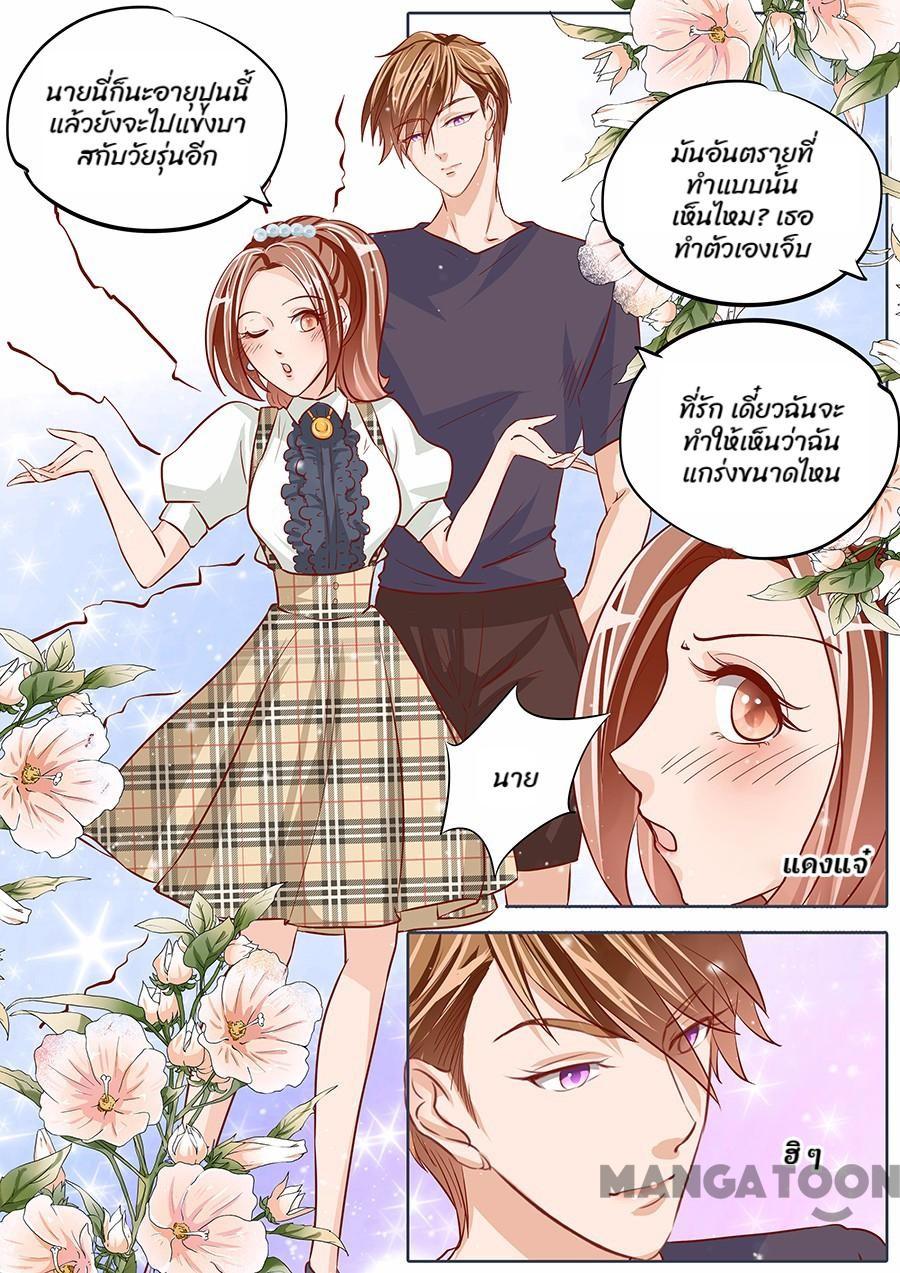 นายนี่ก็นะอายุปูนนี้
แล้วยังจะไปแข่งบา
สกับวัยรุ่นอีก
มันอันตรายที่
ทำแบบนั้น
เห็นไหม? เธอ
ทำตัวเองเจ็บ
ที่รัก เดี๋ยวฉันจะ
ทำให้เห็นว่าฉัน
แกร่งขนาดไหน
นาย
แดงแจ๋
ฮิ ๆ
MANGATOON